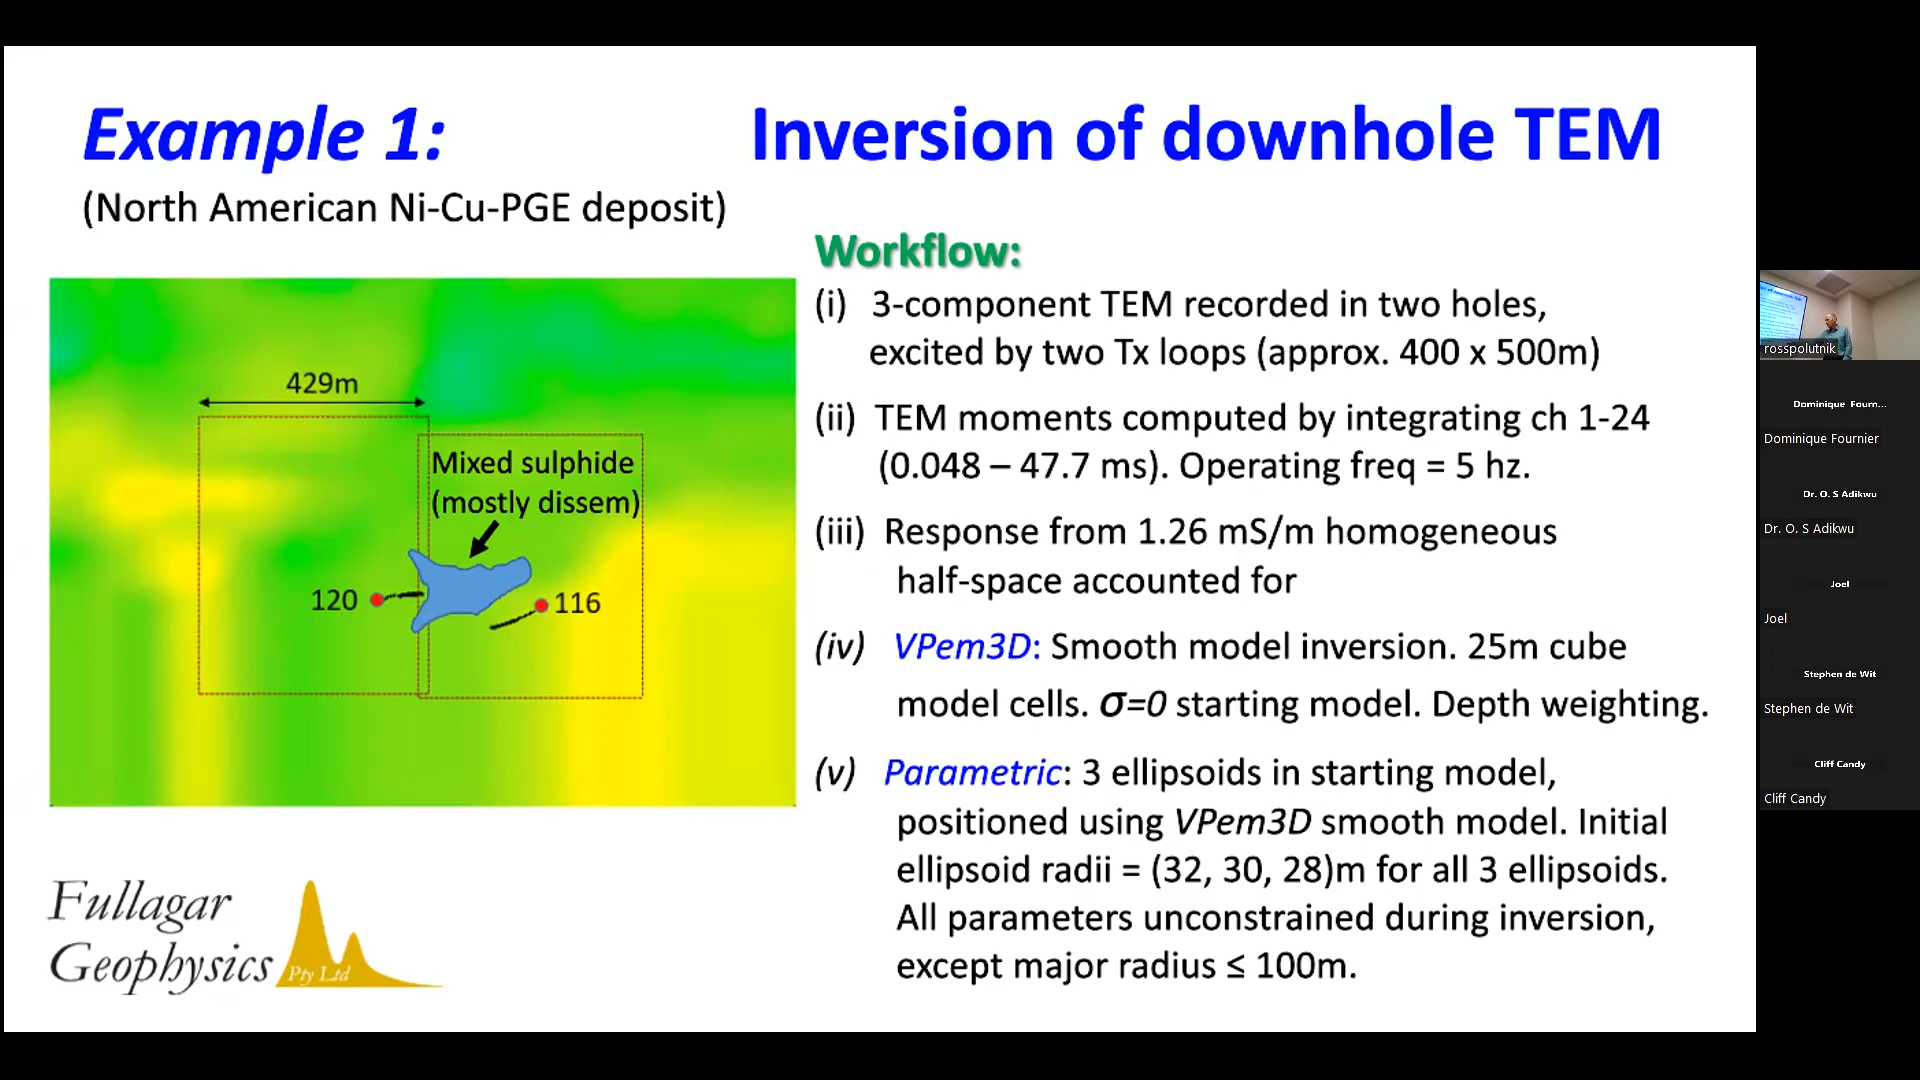 Example 1:
Inversion of downhole TEM
(North American Ni-Cu-PGE deposit)
429m
Mixed sulphide
(mostly dissem)
120
116
Workflow:
(i) 3-component TEM recorded in two holes,
excited by two Tx loops (approx. 400 x 500m)
(ii) TEM moments computed by integrating ch 1-24
(0.048 – 47.7 ms). Operating freq = 5 hz.
(iii) Response from 1.26 mS/m homogeneous
half-space accounted for
(iv) VPem3D: Smooth model inversion. 25m cube
model cells. σ=0 starting model. Depth weighting.
(v) Parametric: 3 ellipsoids in starting model,
positioned using VPem3D smooth model. Initial
ellipsoid radii = (32, 30, 28)m for all 3 ellipsoids.
All parameters unconstrained during inversion,
except major radius ≤ 100m.
Fullagar
Geophysics
Pty Ltd
rosspolutnik
Dominique Fourn...
Dominique Fournier
Dr. O. S Adikwu
Dr. O. S Adikwu
Joel
Joel
Stephen de Wit
Stephen de Wit
Cliff Candy
Cliff Candy